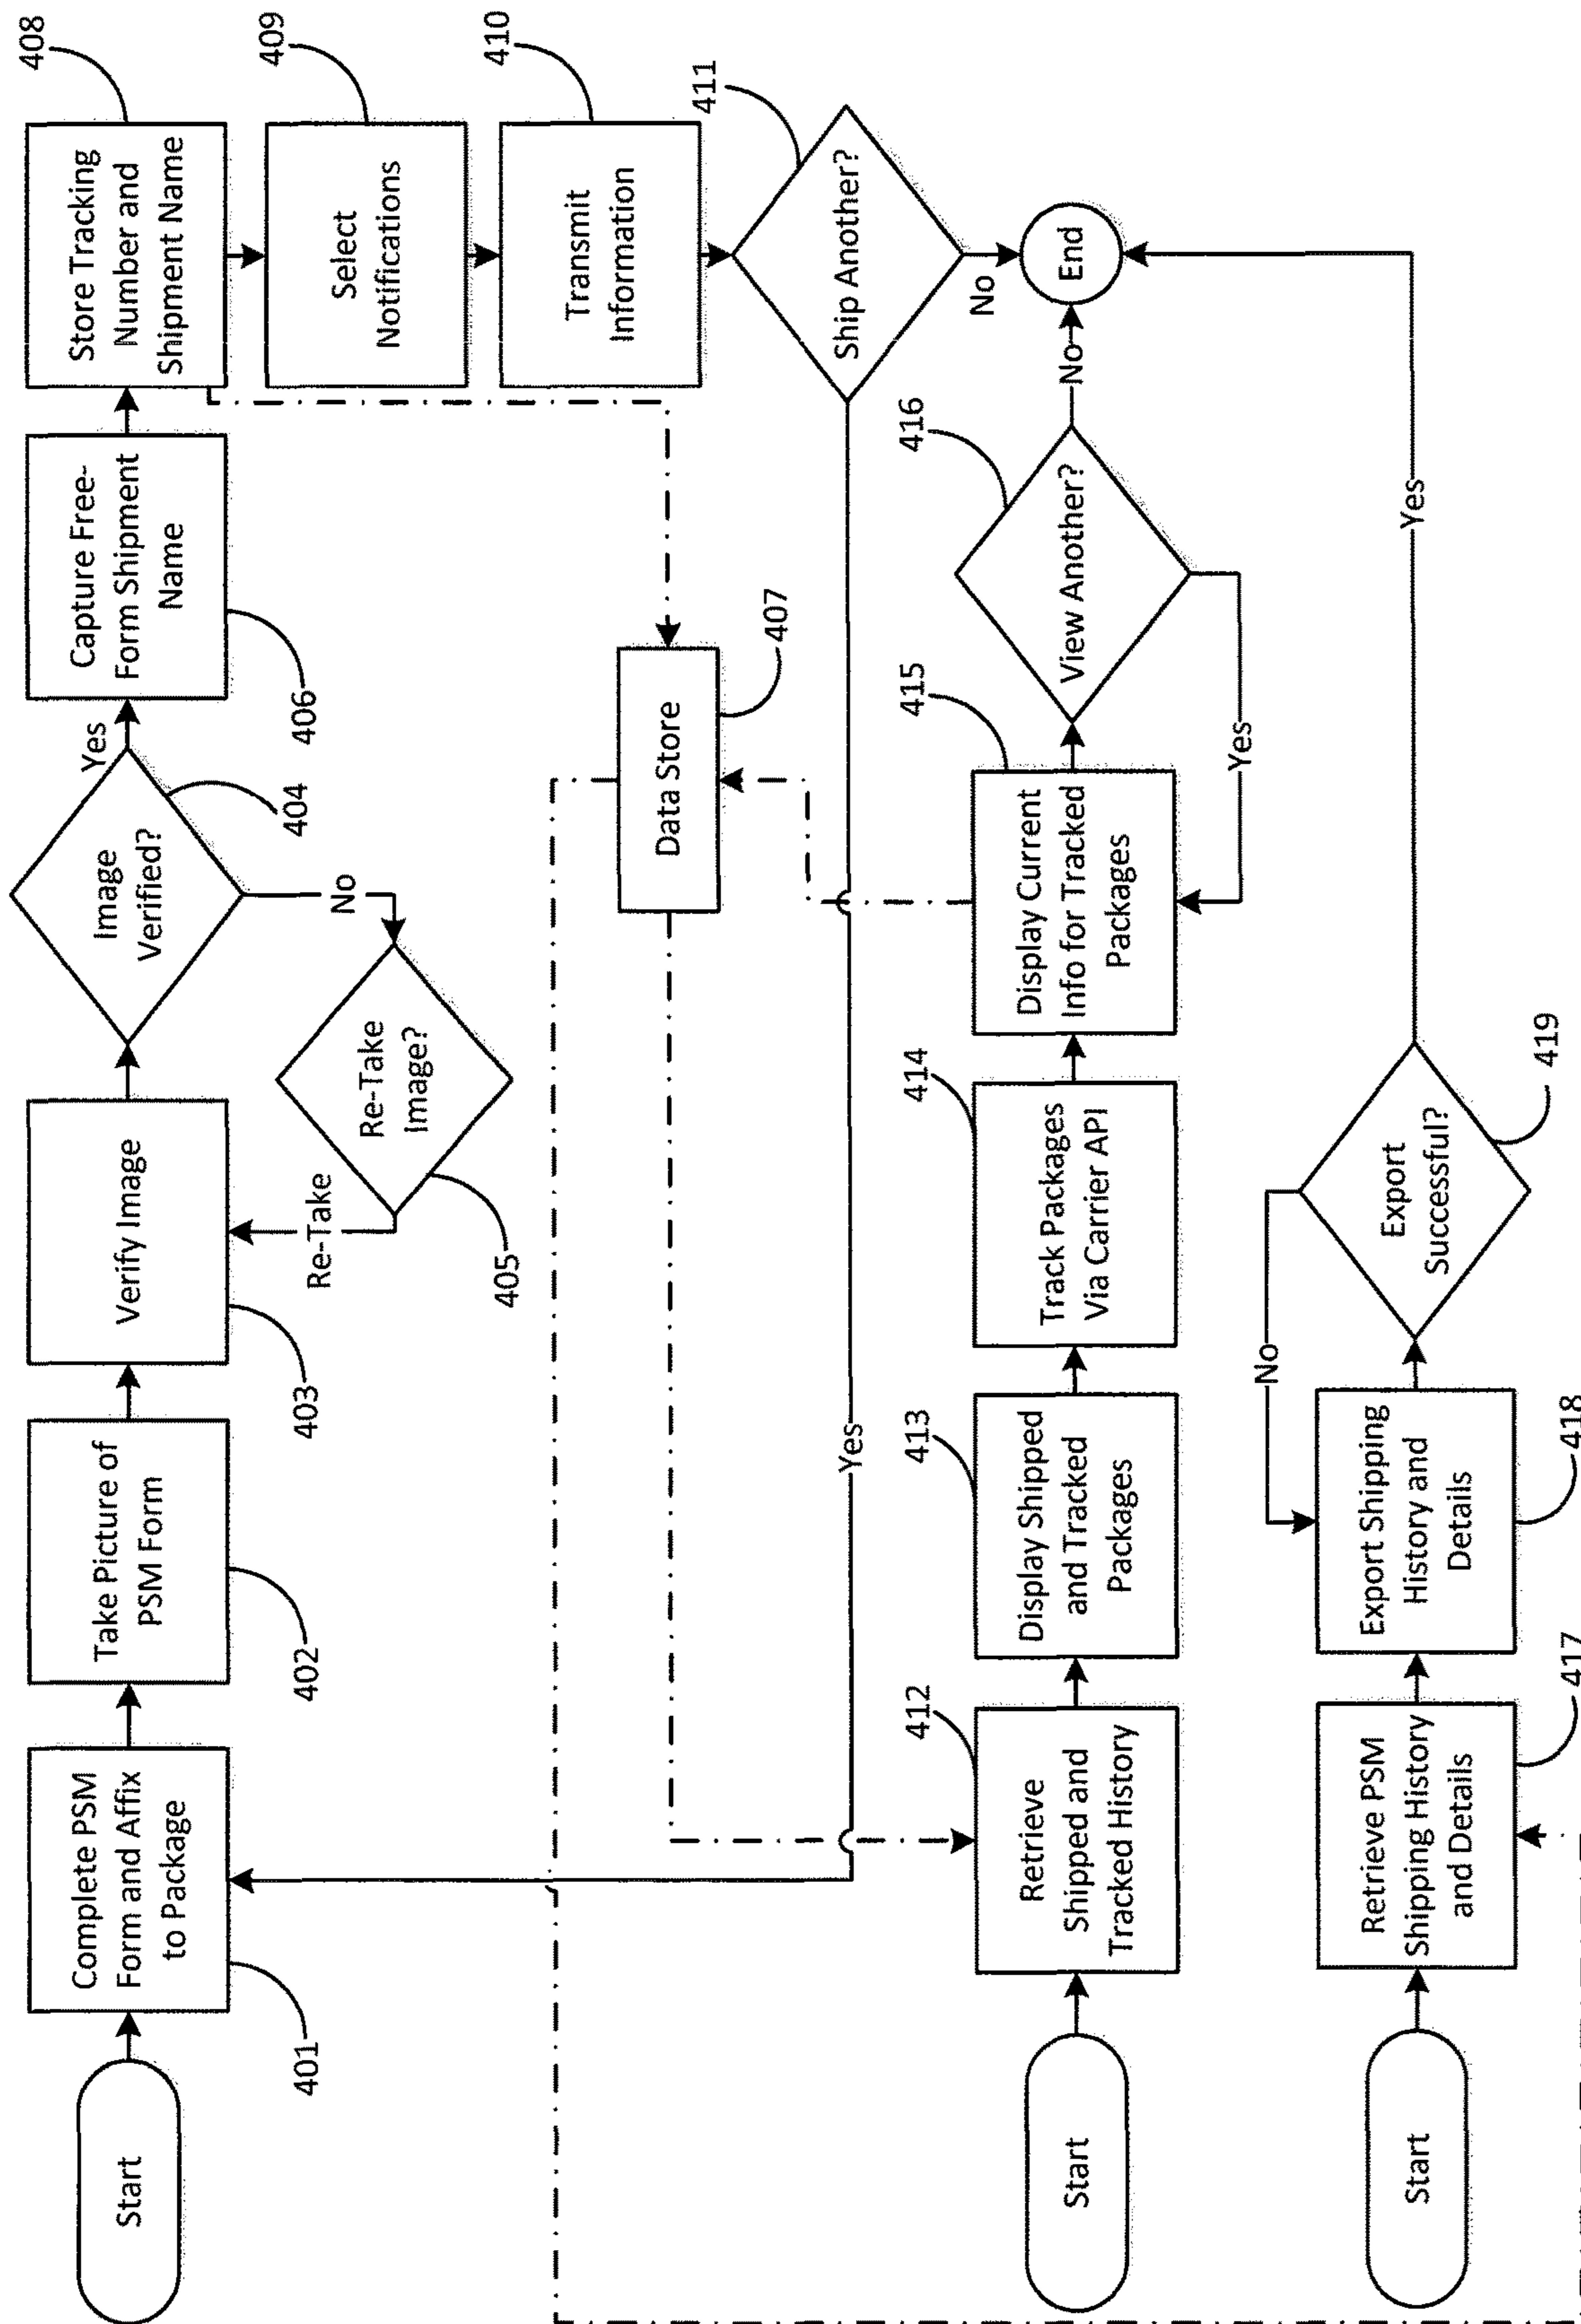 Start
Complete PSM
Form and Affix
to Package
401
Take Picture of
PSM Form
402
Verify Image
403
Image
Verified?
404
Yes
No
Re-Take
Image?
Re-Take
405
Capture Free-
Form Shipment
Name
406
Store Tracking
Number and
Shipment Name
408
Select
Notifications
409
Transmit
Information
410
Ship Another?
411
Yes
No
End
Data Store
407
Start
Retrieve
Shipped and
Tracked History
412
Display Shipped
and Tracked
Packages
413
Track Packages
Via Carrier API
414
Display Current
Info for Tracked
Packages
415
View Another?
416
Yes
No
Start
Retrieve PSM
Shipping History
and Details
417
Export Shipping
History and
Details
418
Export
Successful?
419
No
Yes